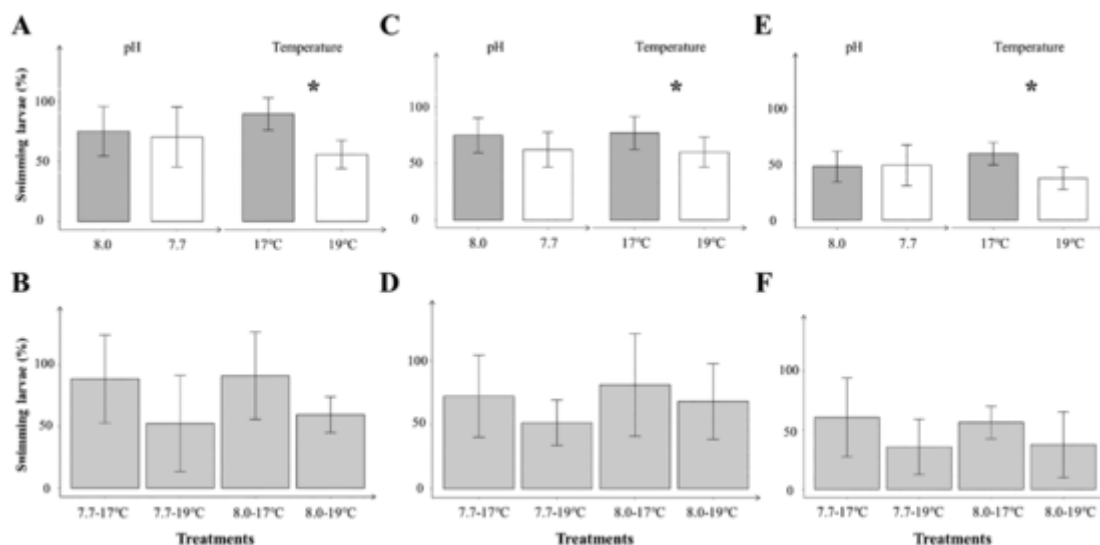 A
pH
Temperature
*
Swimming larvae (%)
100
50
0
8.0
7.7
17°C
19°C
C
pH
Temperature
*
100
50
0
8.0
7.7
17°C
19°C
E
pH
Temperature
*
100
50
0
8.0
7.7
17°C
19°C
B
Swimming larvae (%)
100
50
0
7.7-17°C
7.7-19°C
8.0-17°C
8.0-19°C
Treatments
D
100
50
0
7.7-17°C
7.7-19°C
8.0-17°C
8.0-19°C
Treatments
F
100
50
0
7.7-17°C
7.7-19°C
8.0-17°C
8.0-19°C
Treatments